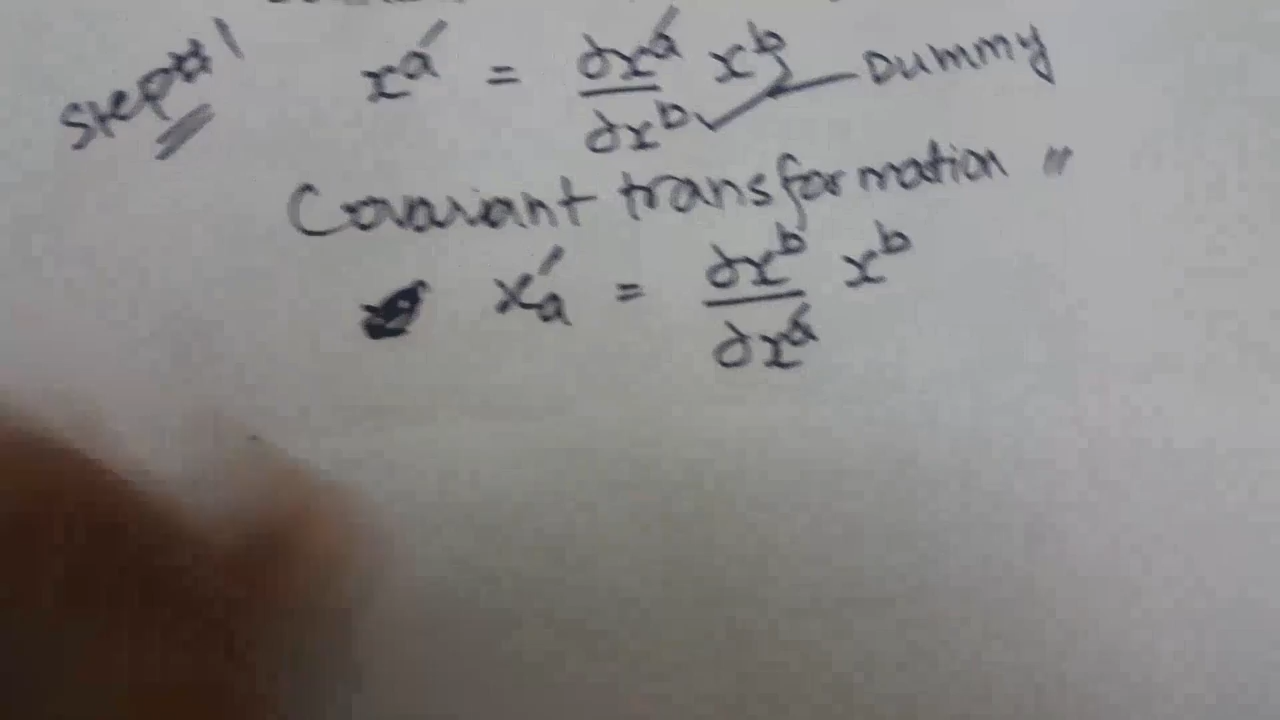 Step 1 x^a′ = ∂x^a′/∂x^b x^b Dummy
Covariant transformation "
x′_a = ∂x^b/∂x^a′ x^b